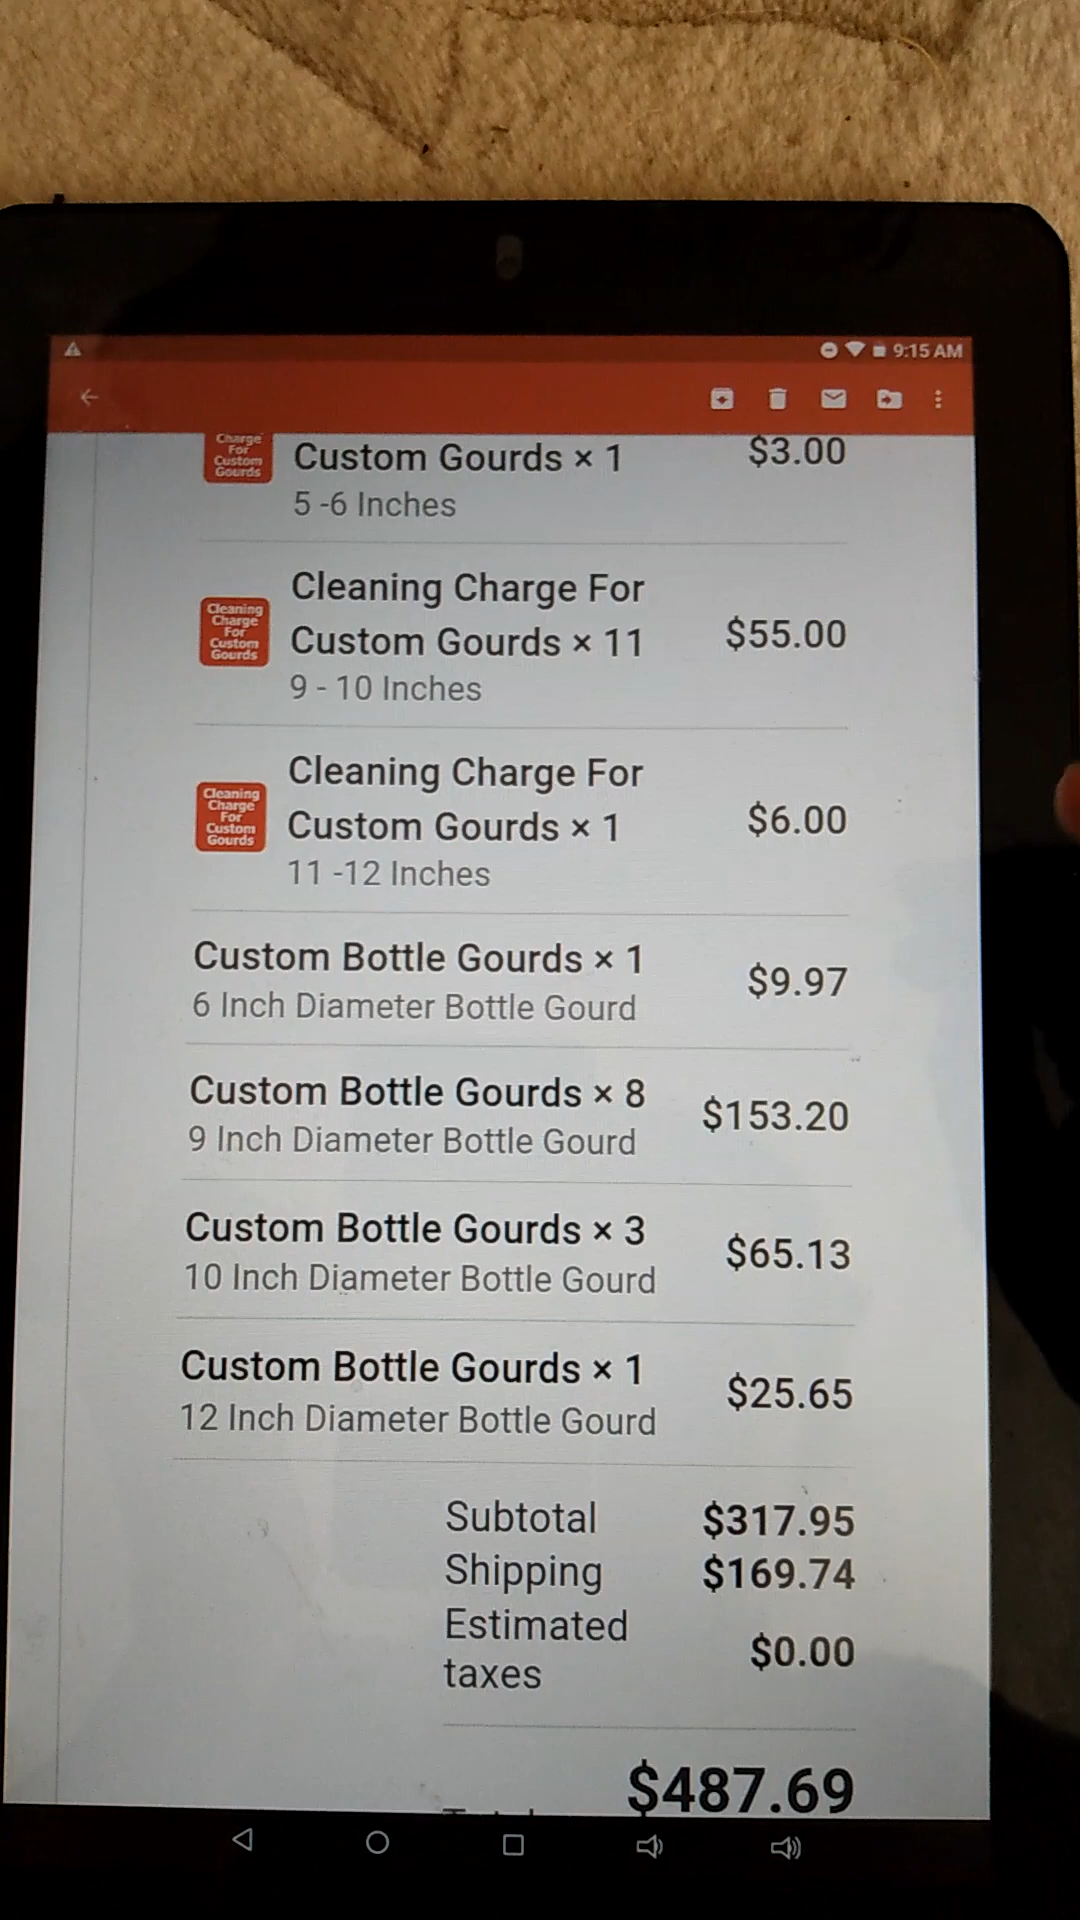 9:15 AM
Charge
For
Custom
Gourds
Custom Gourds × 1
$3.00
5 -6 Inches
Cleaning
Charge
For
Custom
Gourds
Cleaning Charge For
Custom Gourds × 11
$55.00
9 - 10 Inches
Cleaning
Charge
For
Custom
Gourds
Cleaning Charge For
Custom Gourds × 1
$6.00
11 -12 Inches
Custom Bottle Gourds × 1
$9.97
6 Inch Diameter Bottle Gourd
Custom Bottle Gourds × 8
$153.20
9 Inch Diameter Bottle Gourd
Custom Bottle Gourds × 3
$65.13
10 Inch Diameter Bottle Gourd
Custom Bottle Gourds × 1
$25.65
12 Inch Diameter Bottle Gourd
Subtotal $317.95
Shipping $169.74
Estimated
taxes
$0.00
$487.69